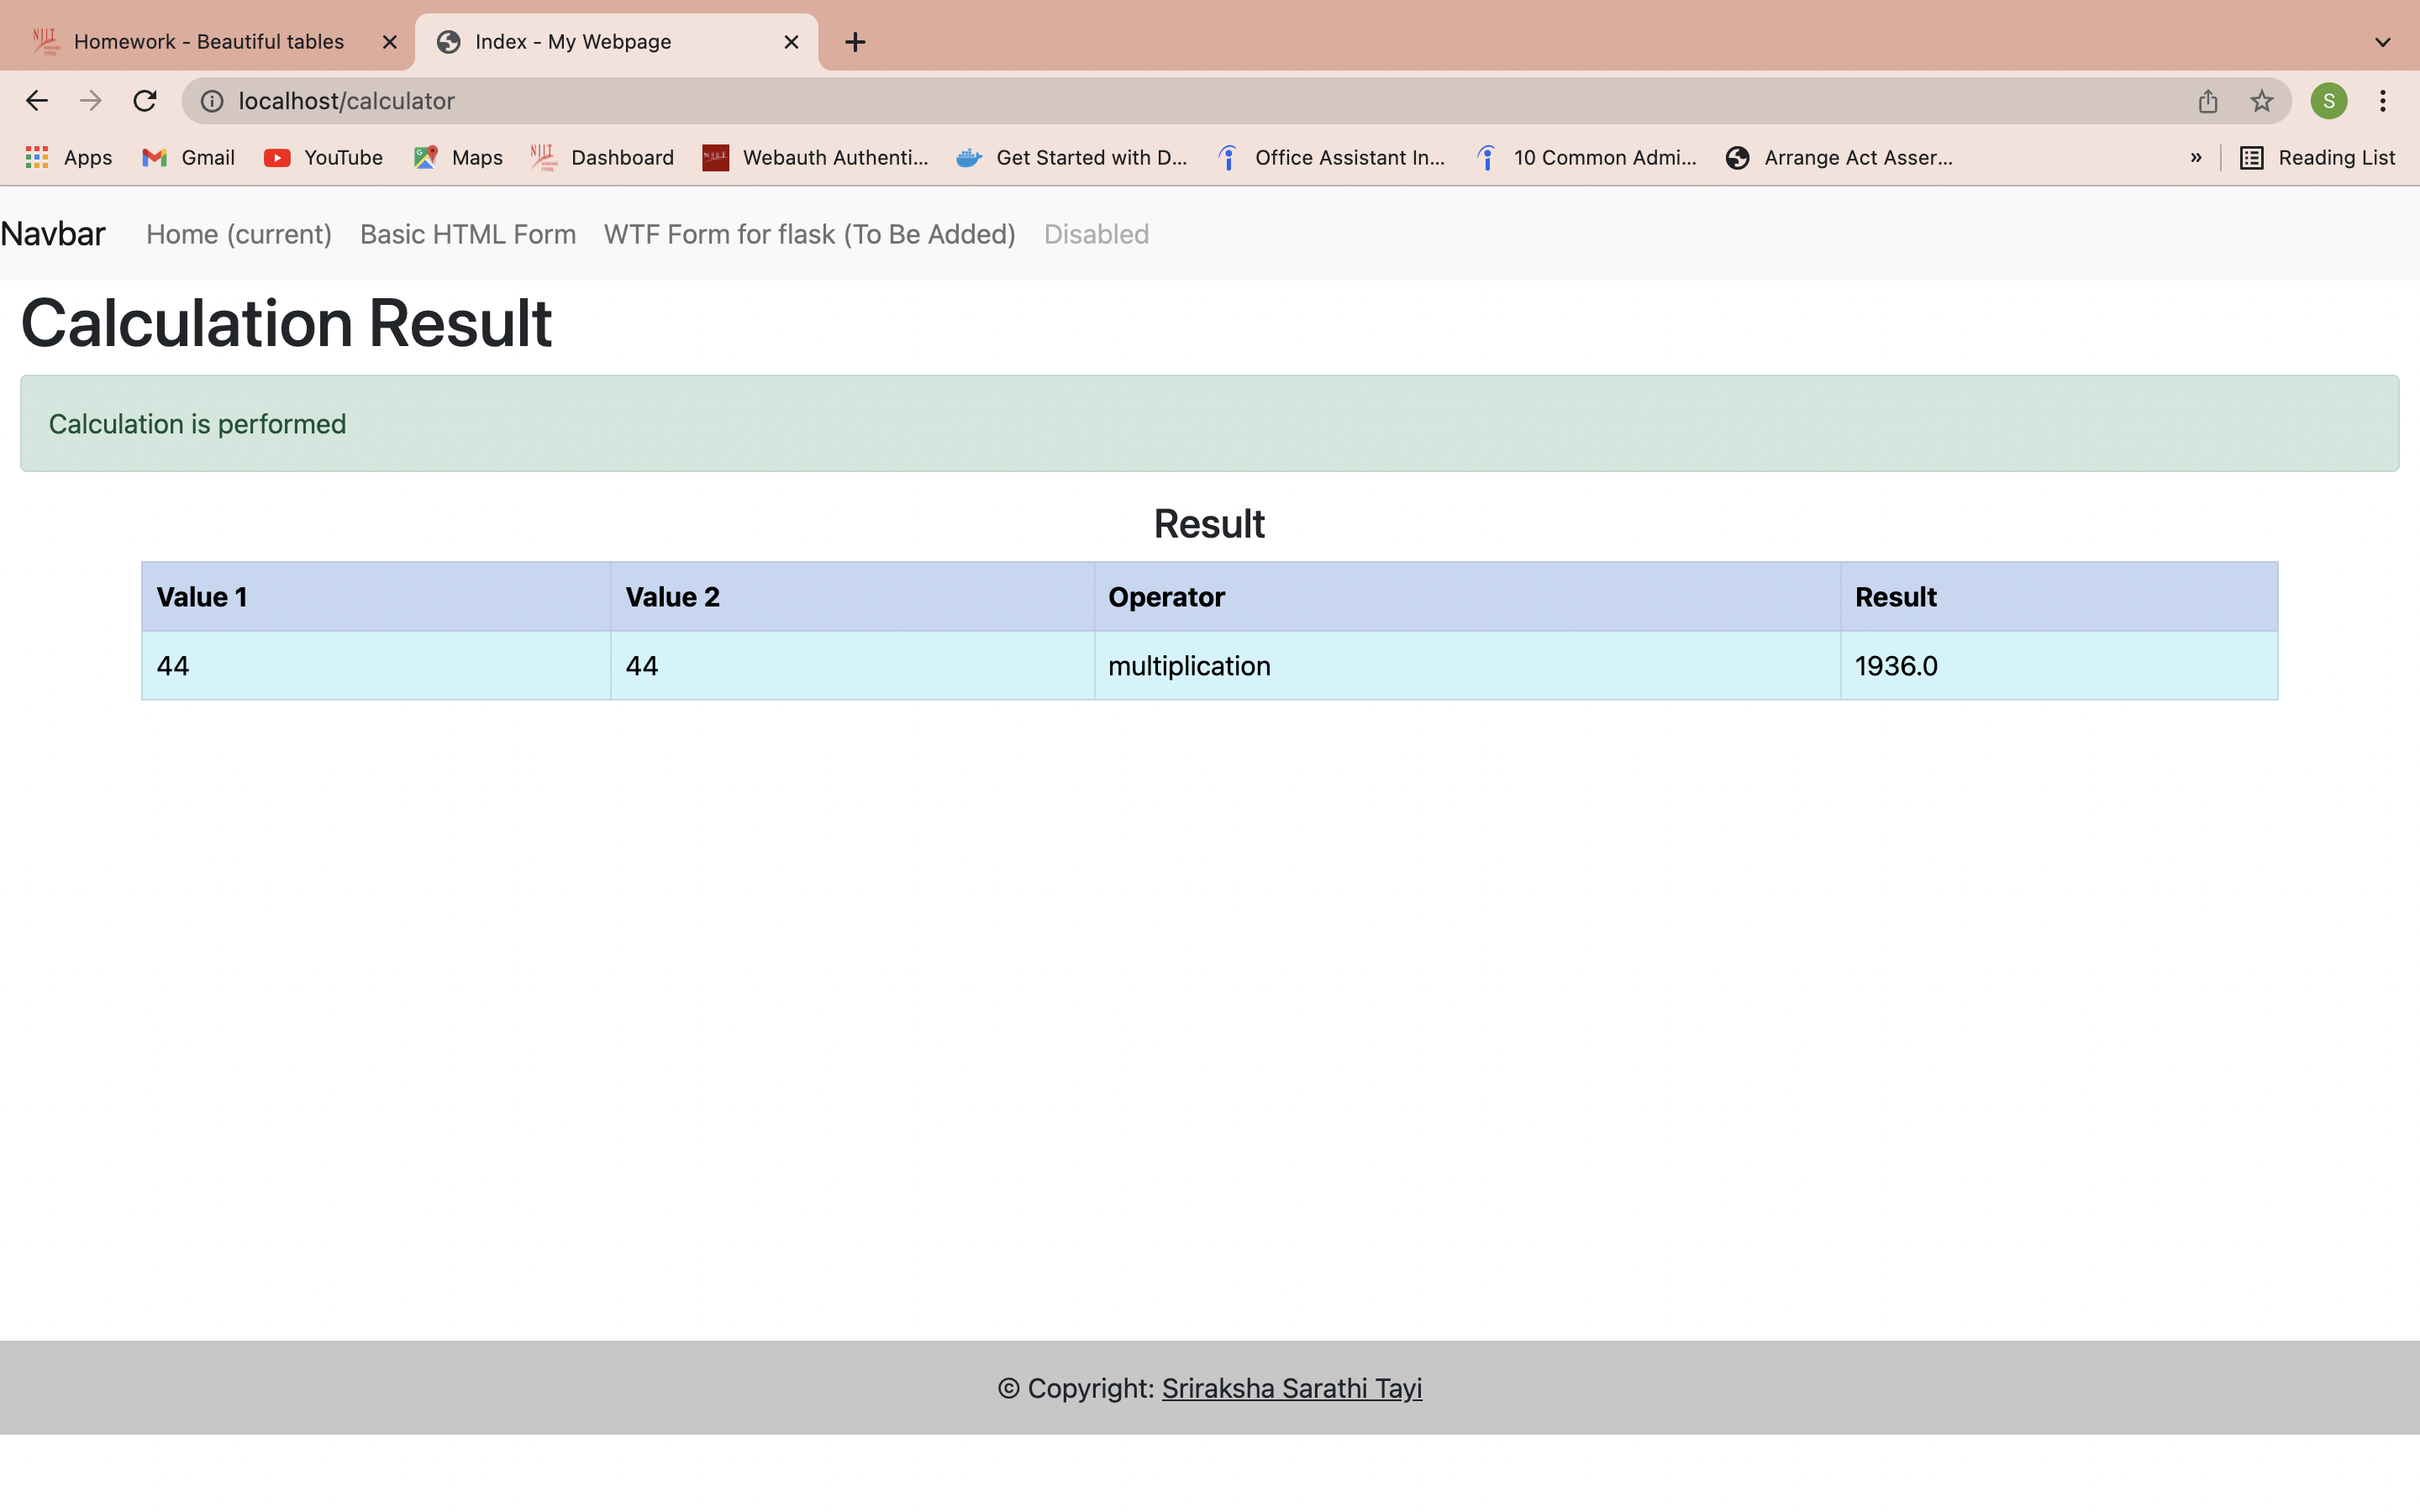 Homework - Beautiful tables
Index - My Webpage
localhost/calculator
S
Apps Gmail YouTube Maps Dashboard Webauth Authenti... Get Started with D... Office Assistant In... 10 Common Admi... Arrange Act Asser... » Reading List
Navbar Home (current) Basic HTML Form WTF Form for flask (To Be Added) Disabled
Calculation Result
Calculation is performed
Result
Value 1 Value 2 Operator Result
44 44 multiplication 1936.0
© Copyright: Sriraksha Sarathi Tayi